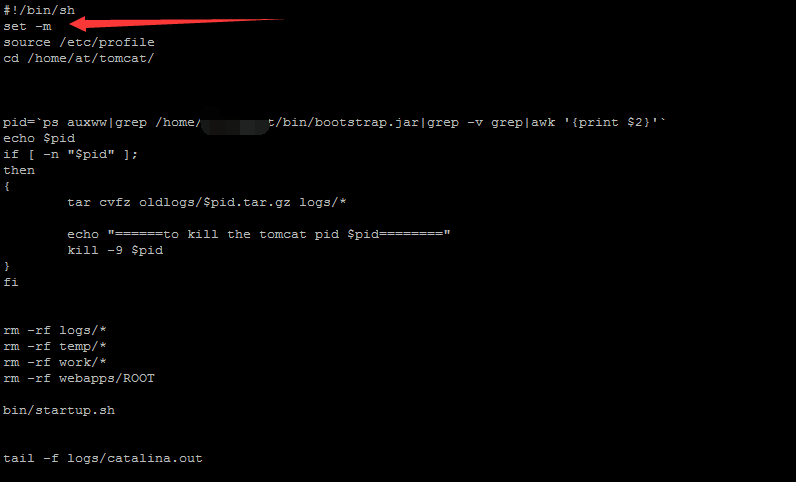 #!/bin/sh
set -m
source /etc/profile
cd /home/at/tomcat/
pid=`ps auxww|grep /home/ t/bin/bootstrap.jar|grep -v grep|awk '{print $2}'`
echo $pid
if [ -n "$pid" ];
then
{
tar cvfz oldlogs/$pid.tar.gz logs/*
echo "======to kill the tomcat pid $pid========"
kill -9 $pid
}
fi
rm -rf logs/*
rm -rf temp/*
rm -rf work/*
rm -rf webapps/ROOT
bin/startup.sh
tail -f logs/catalina.out